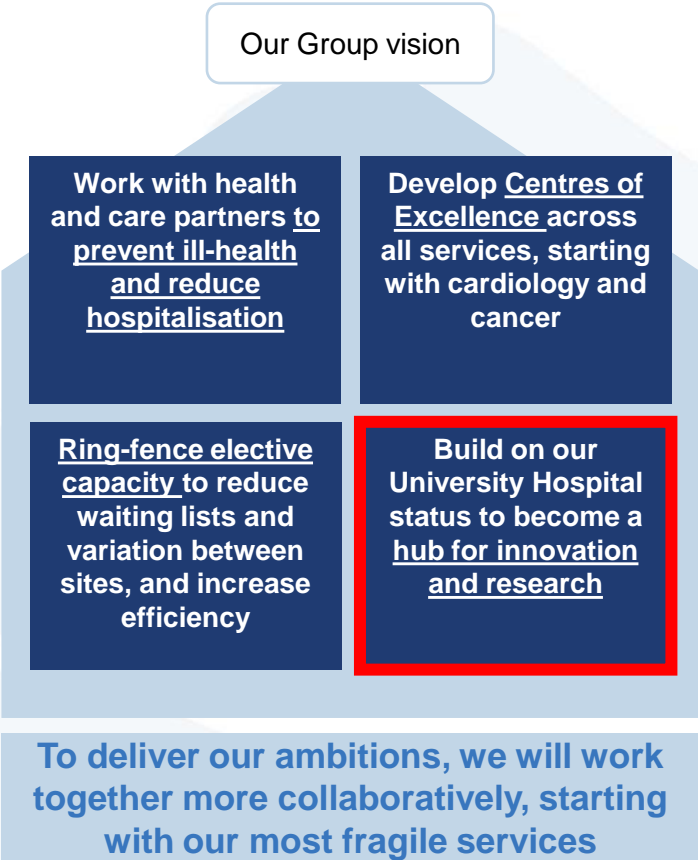 Our Group vision
Work with health
and care partners to
prevent ill-health
and reduce
hospitalisation
Develop Centres of
Excellence across
all services, starting
with cardiology and
cancer
Ring-fence elective
capacity to reduce
waiting lists and
variation between
sites, and increase
efficiency
Build on our
University Hospital
status to become a
hub for innovation
and research
To deliver our ambitions, we will work
together more collaboratively, starting
with our most fragile services